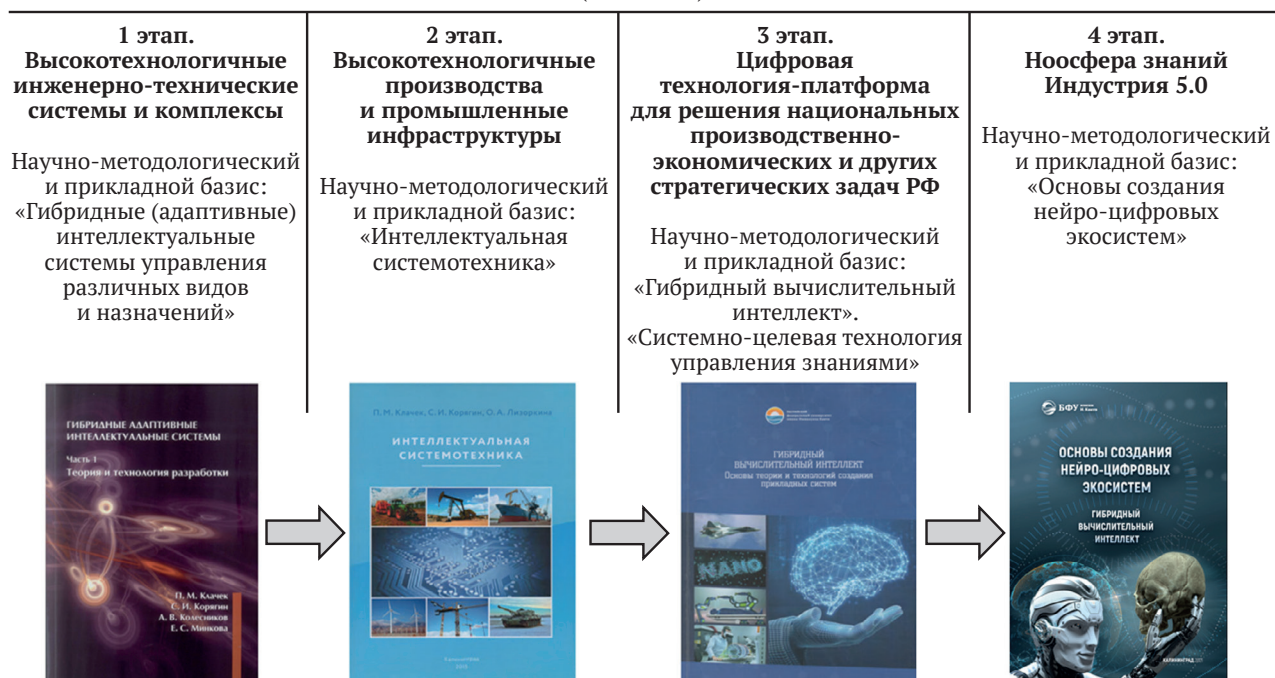 1 этап.
Высокотехнологичные
инженерно-технические
системы и комплексы
Научно-методологический
и прикладной базис:
«Гибридные (адаптивные)
интеллектуальные
системы управления
различных видов
и назначений»
2 этап.
Высокотехнологичные
производства
и промышленные
инфраструктуры
Научно-методологический
и прикладной базис:
«Интеллектуальная
системотехника»
3 этап.
Цифровая
технология-платформа
для решения национальных
производственно-
экономических и других
стратегических задач РФ
Научно-методологический
и прикладной базис:
«Гибридный вычислительный
интеллект».
«Системно-целевая технология
управления знаниями»
4 этап.
Ноосфера знаний
Индустрия 5.0
Научно-методологический
и прикладной базис:
«Основы создания
нейро-цифровых
экосистем»
ГИБРИДНЫЕ АДАПТИВНЫЕ
ИНТЕЛЛЕКТУАЛЬНЫЕ СИСТЕМЫ
Часть 1
Теория и технология разработки
П. М. Клачек
С. И. Корягин
А. В. Колесников
Е. С. Минкова
П. М. Клачек, С. И. Корягин, О. А. Лизоркина
ИНТЕЛЛЕКТУАЛЬНАЯ
СИСТЕМОТЕХНИКА
ГИБРИДНЫЙ
ВЫЧИСЛИТЕЛЬНЫЙ ИНТЕЛЛЕКТ
Основы теории и технологий создания
прикладных систем
NANO
БФУ
ОСНОВЫ СОЗДАНИЯ
НЕЙРО-ЦИФРОВЫХ
ЭКОСИСТЕМ
ГИБРИДНЫЙ
ВЫЧИСЛИТЕЛЬНЫЙ
ИНТЕЛЛЕКТ
КАЛИНИНГРАД